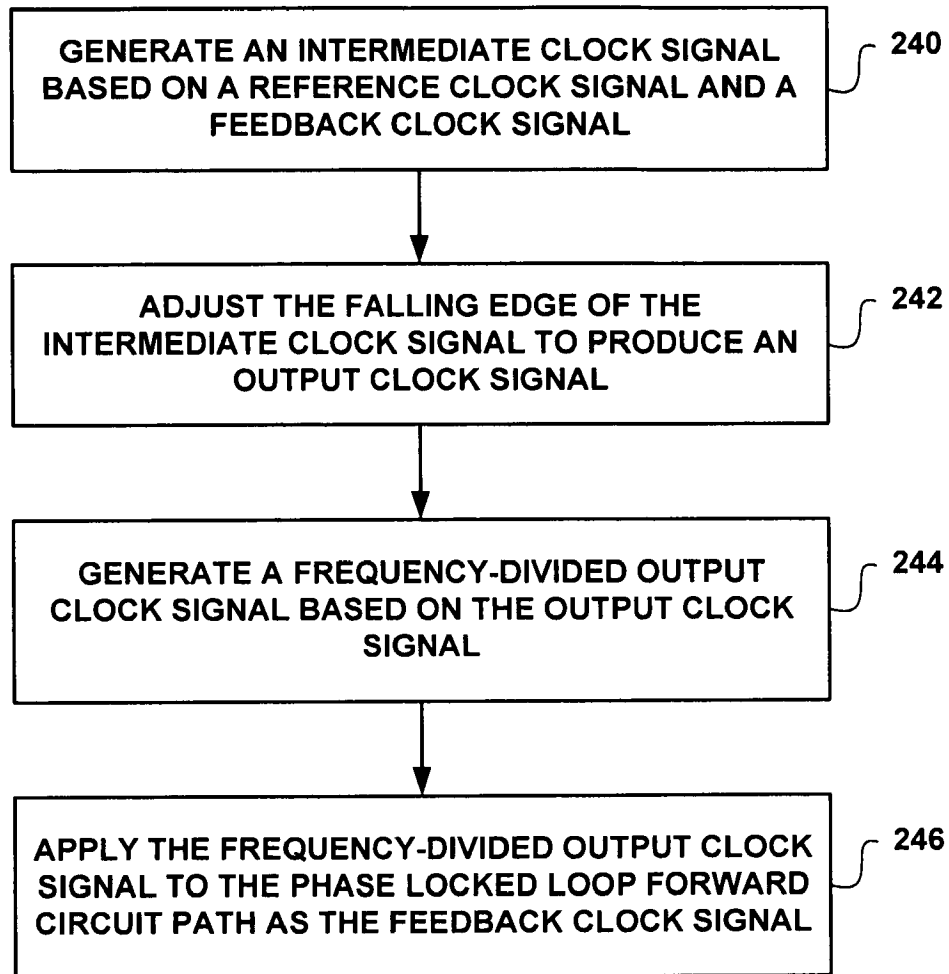 GENERATE AN INTERMEDIATE CLOCK SIGNAL
BASED ON A REFERENCE CLOCK SIGNAL AND A
FEEDBACK CLOCK SIGNAL
240
ADJUST THE FALLING EDGE OF THE
INTERMEDIATE CLOCK SIGNAL TO PRODUCE AN
OUTPUT CLOCK SIGNAL
242
GENERATE A FREQUENCY-DIVIDED OUTPUT
CLOCK SIGNAL BASED ON THE OUTPUT CLOCK
SIGNAL
244
APPLY THE FREQUENCY-DIVIDED OUTPUT CLOCK
SIGNAL TO THE PHASE LOCKED LOOP FORWARD
CIRCUIT PATH AS THE FEEDBACK CLOCK SIGNAL
246